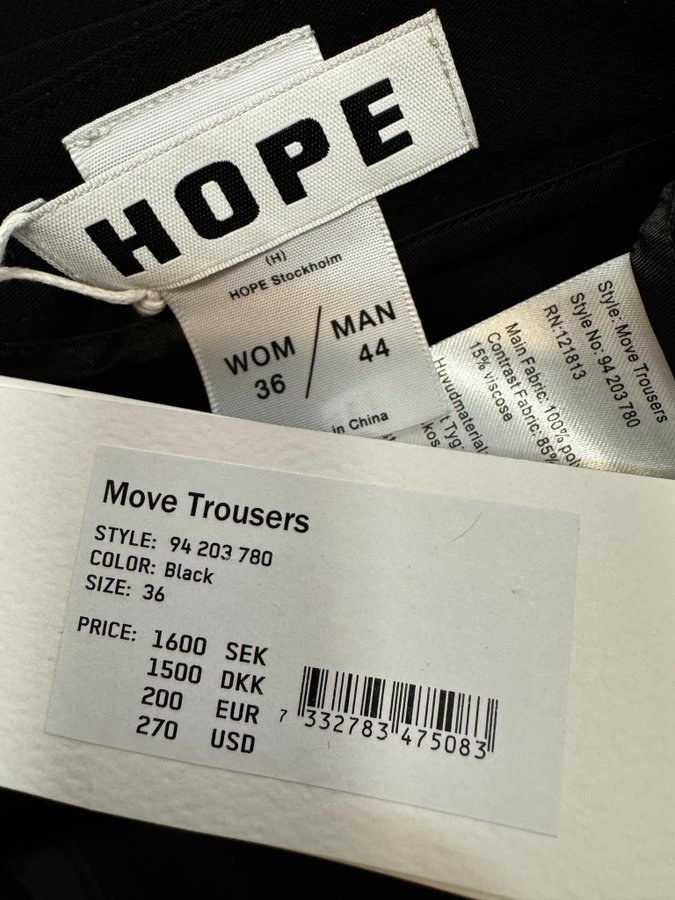 HOPE
(H)
HOPE Stockholm
WOM / MAN
36 44
in China
Style: Move Trousers
Style No: 94 203 780
RN:121813
Main Fabric: 100%
Contrast Fabric: 85%
15% viscose
Huvudmaterial:
Move Trousers
STYLE: 94 203 780
COLOR: Black
SIZE: 36
PRICE: 1600 SEK
1500 DKK
200 EUR
270 USD
7 332783 475083